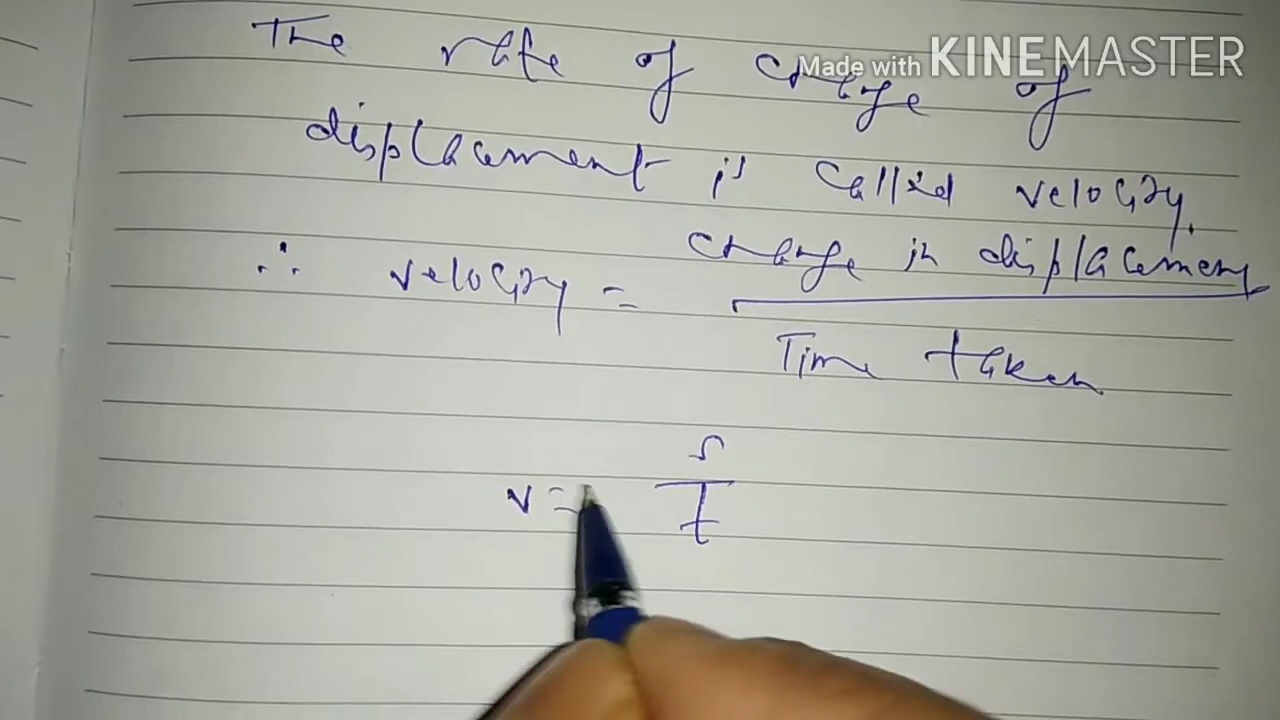 The rate of change of
Made with KINEMASTER
displacement is called velocity.
∴ velocity = change in displacement / Time taken
v = s / t